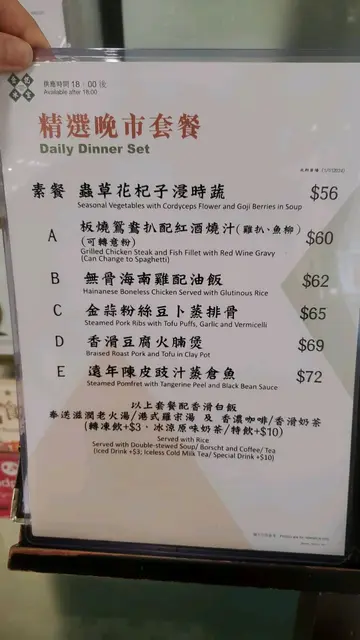 供應時間 18:00 後
Available after 18:00
精選晚市套餐
Daily Dinner Set
素餐 蟲草花杞子浸時蔬 $56
Seasonal Vegetables with Cordyceps Flower and Goji Berries in Soup
A 板燒鴛鴦扒配紅酒燒汁(雞扒、魚柳) $60
(可轉意粉)
Grilled Chicken Steak and Fish Fillet with Red Wine Gravy
(Can Change to Spaghetti)
B 無骨海南雞配油飯 $62
Hainanese Boneless Chicken Served with Glutinous Rice
C 金蒜粉絲豆卜蒸排骨 $65
Steamed Pork Ribs with Tofu Puffs, Garlic and Vermicelli
D 香滑豆腐火腩煲 $69
Braised Roast Pork and Tofu in Clay Pot
E 遠年陳皮豉汁蒸倉魚 $72
Steamed Pomfret with Tangerine Peel and Black Bean Sauce
以上套餐配香滑白飯
奉送滋潤老火湯/港式羅宋湯 及 香濃咖啡/香滑奶茶
(轉凍飲+$3，冰涼原味奶茶/特飲+$10)
Served with Rice
Served with Double-stewed Soup/ Borscht and Coffee/ Tea
(Iced Drink +$3; Iceless Cold Milk Tea/ Special Drink +$10)